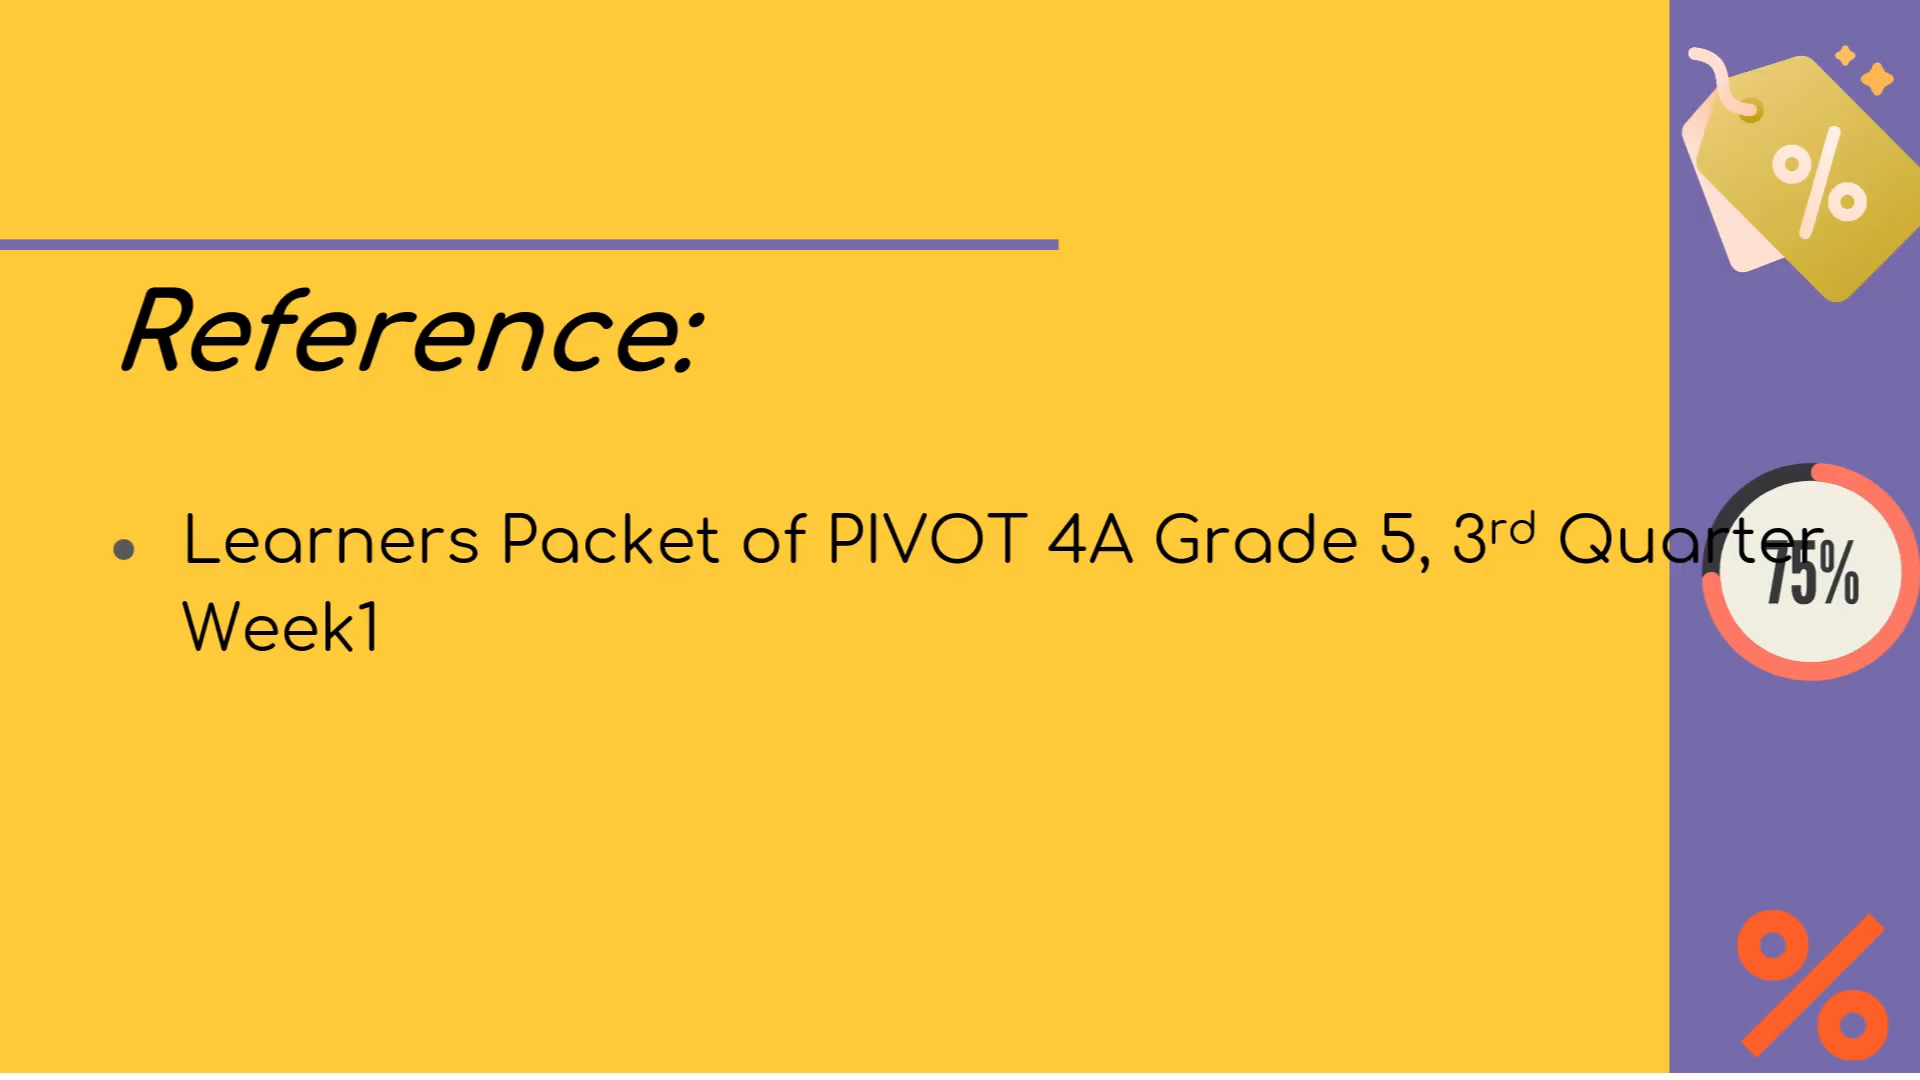 %
Reference:
• Learners Packet of PIVOT 4A Grade 5, 3rd Quarter
Week1
75%
%